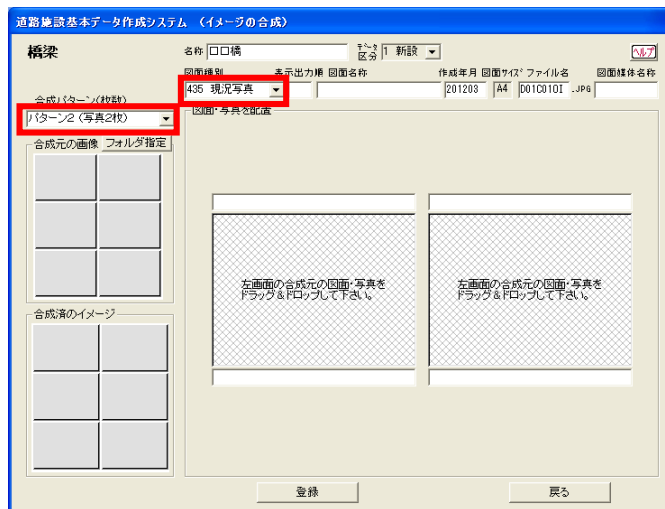 道路施設基本データ作成システム （イメージの合成）
橋梁
名称 口口橋 データ区分 1 新設
ヘルプ
図面種別 表示出力順 図面名称 作成年月 図面サイズ ファイル名 図面媒体名称
435 現況写真 201203 A4 D01C0101 .JPG
合成パターン(枚数)
パターン2 (写真2枚)
図面・写真を配置
合成元の画像 フォルダ指定
左画面の合成元の図面・写真を
ドラッグ＆ドロップして下さい。
左画面の合成元の図面・写真を
ドラッグ＆ドロップして下さい。
合成済のイメージ
登録 戻る